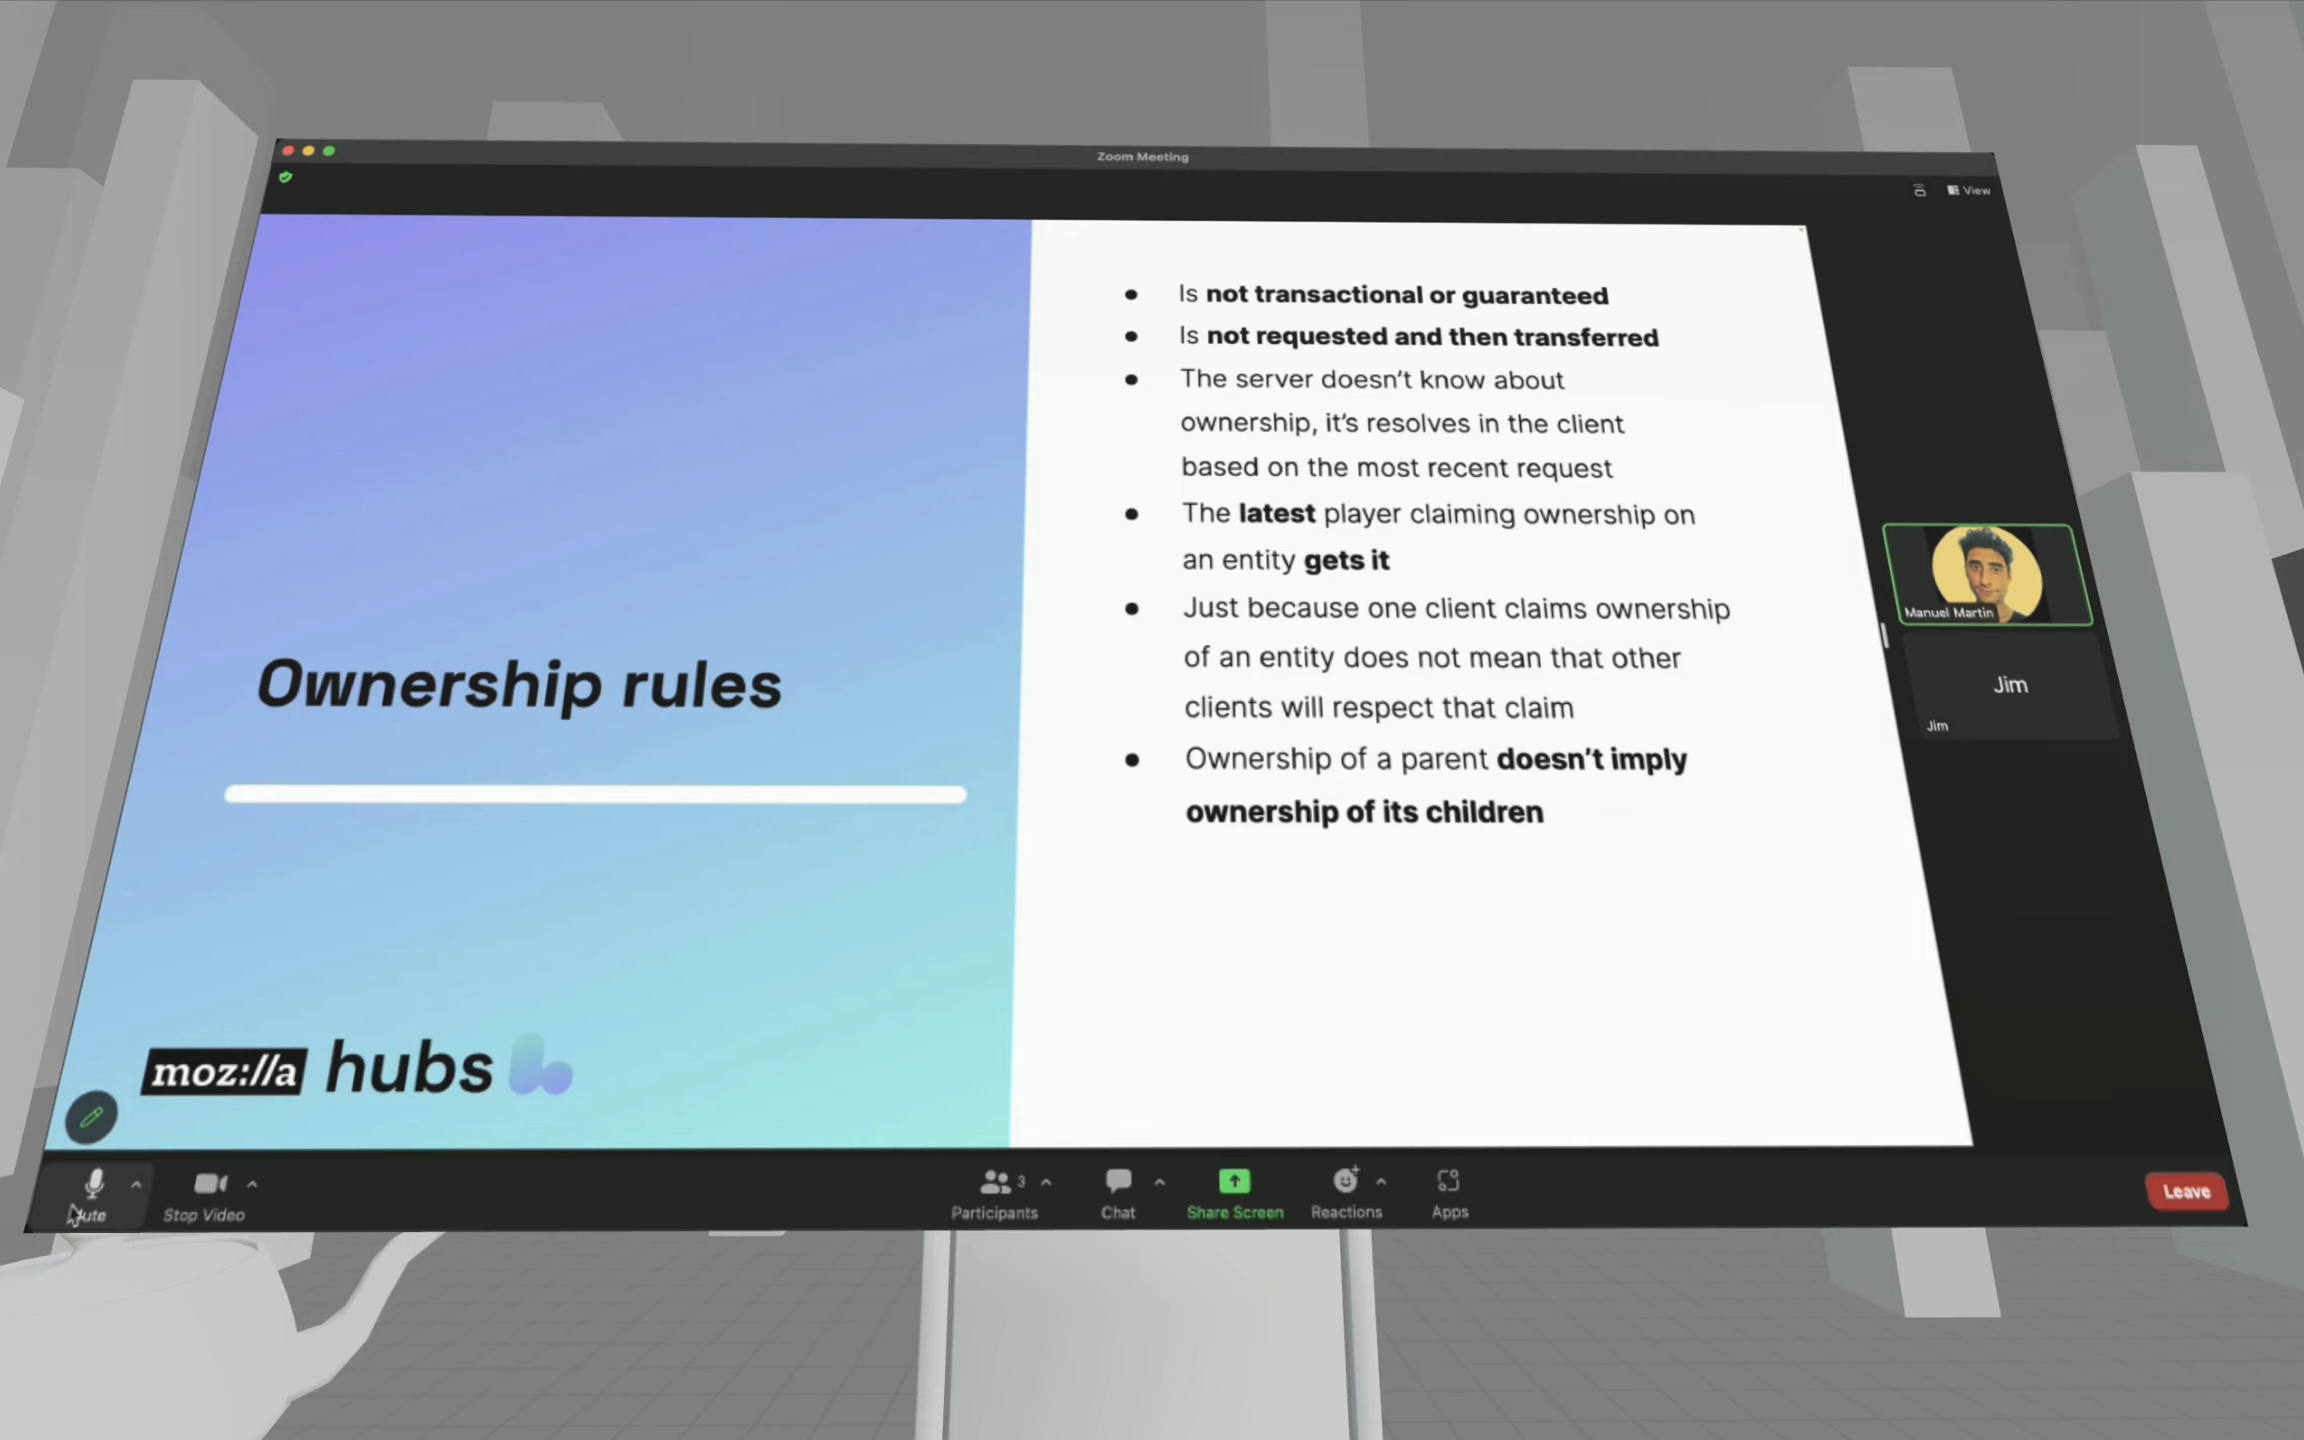 Zoom Meeting
View
• Is not transactional or guaranteed
• Is not requested and then transferred
• The server doesn't know about
ownership, it's resolves in the client
based on the most recent request
• The latest player claiming ownership on
an entity gets it
• Just because one client claims ownership
of an entity does not mean that other
clients will respect that claim
• Ownership of a parent doesn't imply
ownership of its children
Ownership rules
moz://a hubs
Manuel Martin
Jim
Jim
Stop Video
3
Participants
Chat
Share Screen
Reactions
Apps
Leave